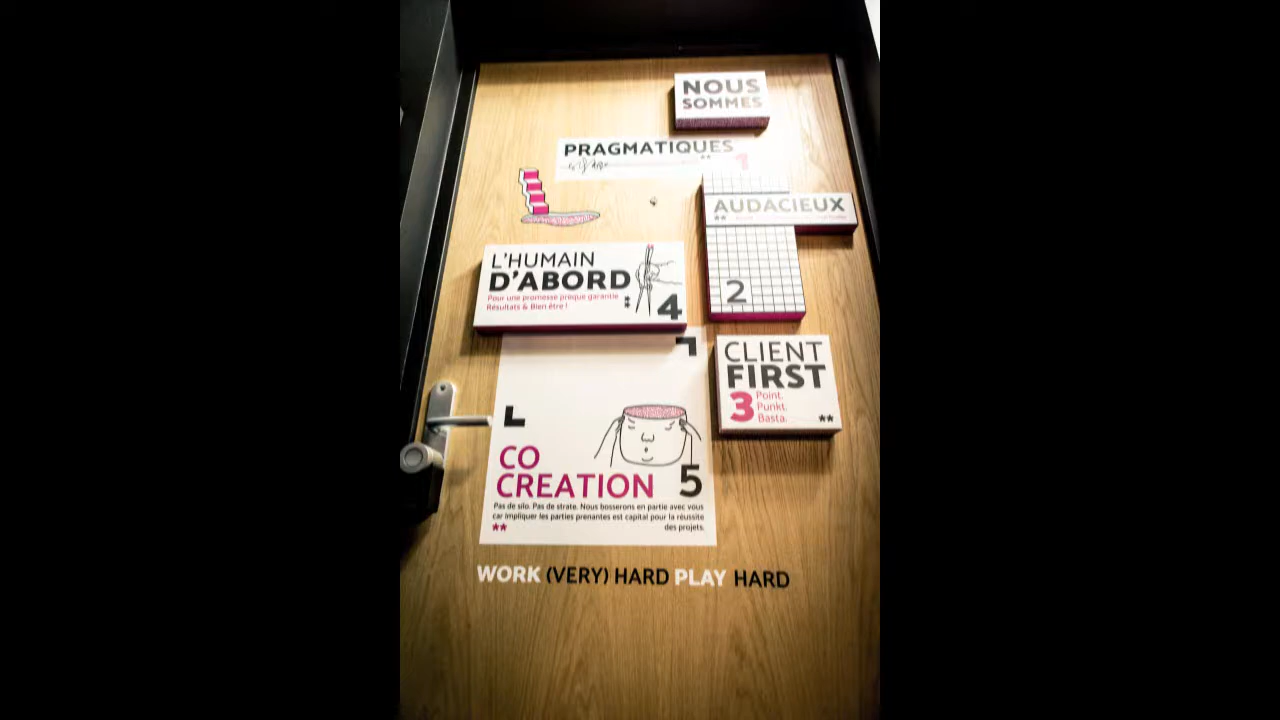 NOUS
SOMMES
PRAGMATIQUES
**
1
AUDACIEUX
**
2
L'HUMAIN
D'ABORD
Pour une promesse preque garantie
Résultats & Bien être !
**
4
CLIENT
FIRST
3 Point.
Punkt.
Basta.
**
CO
CREATION
5
Pas de silo. Pas de strate. Nous bosserons en partie avec vous
car impliquer les parties prenantes est capital pour la réussite
des projets.
**
WORK (VERY) HARD PLAY HARD